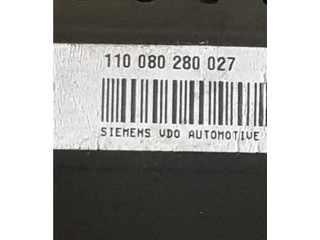 110 080 280 027
SIEMENS VDO AUTOMOTIVE